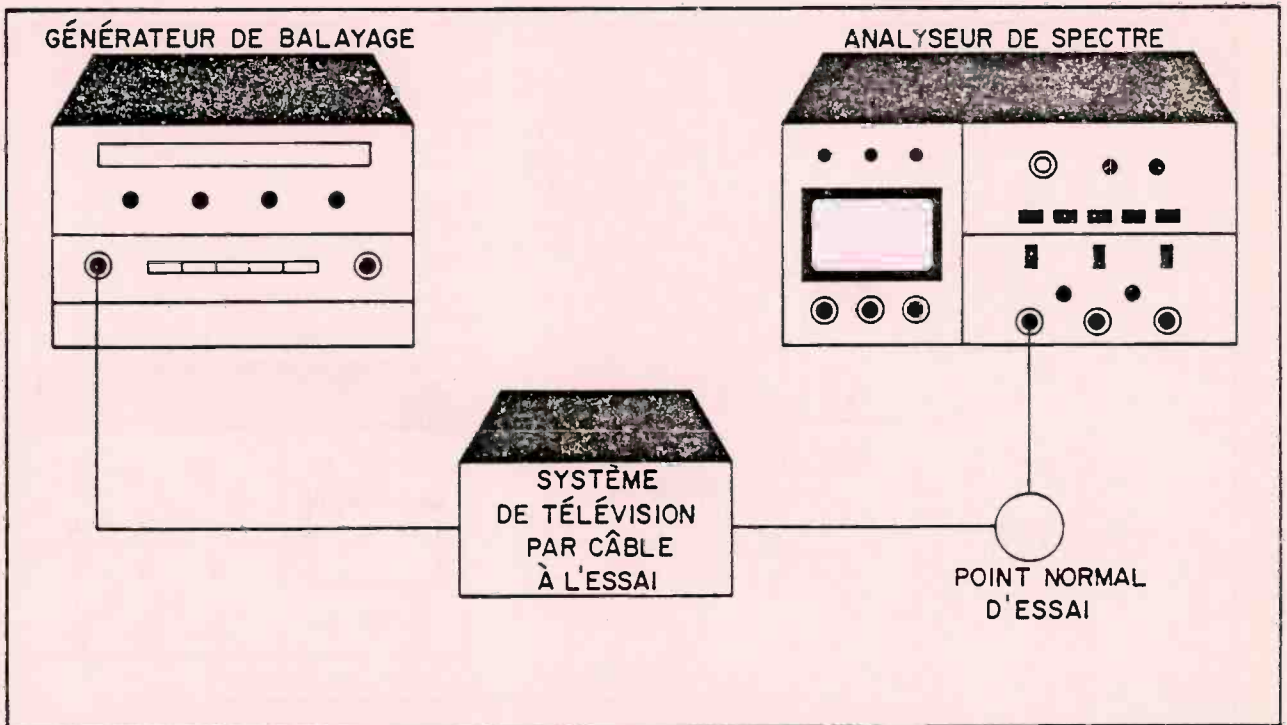 GÉNÉRATEUR DE BALAYAGE
ANALYSEUR DE SPECTRE
SYSTÈME
DE TÉLÉVISION
PAR CÂBLE
À L'ESSAI
POINT NORMAL
D'ESSAI